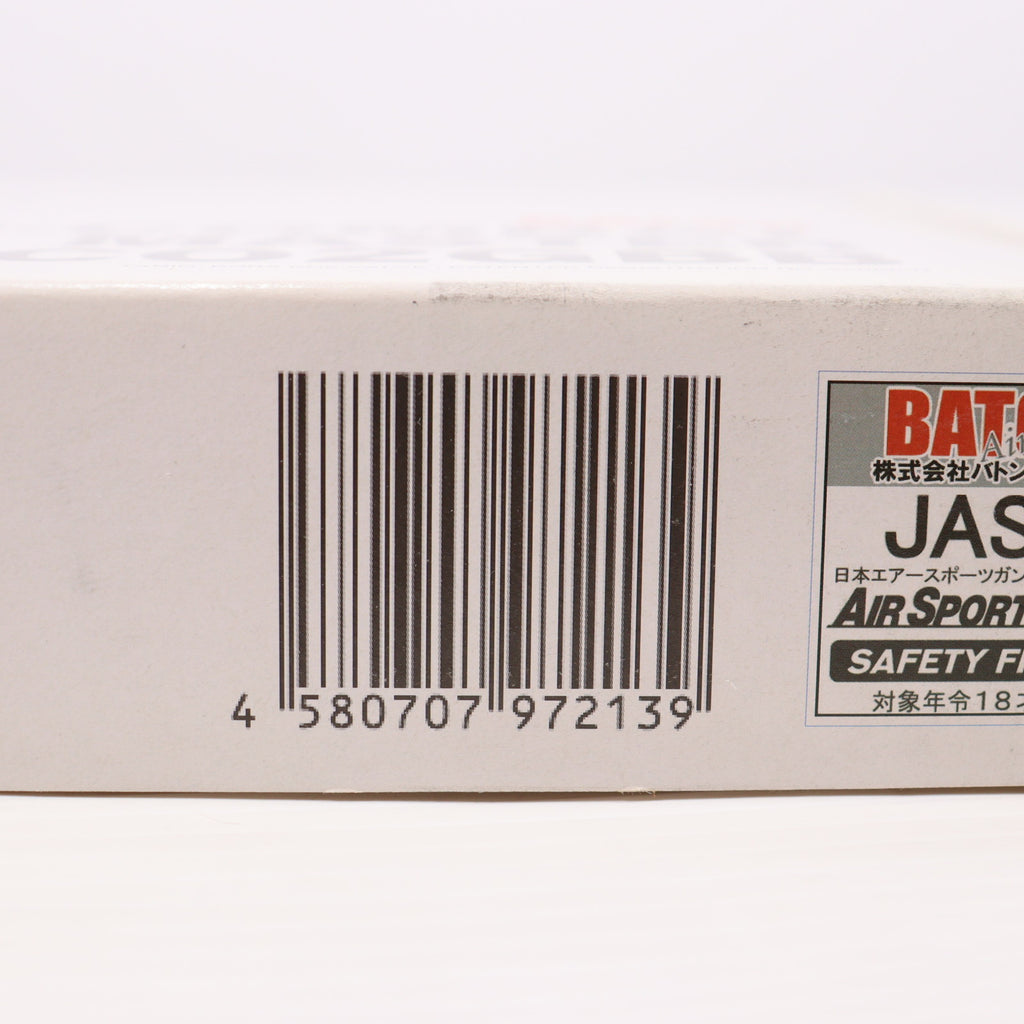 4 580707 972139
BAT
Ai
株式会社バトン
JAS
日本エアースポーツガン
AIR SPORT
SAFETY F
対象年令18